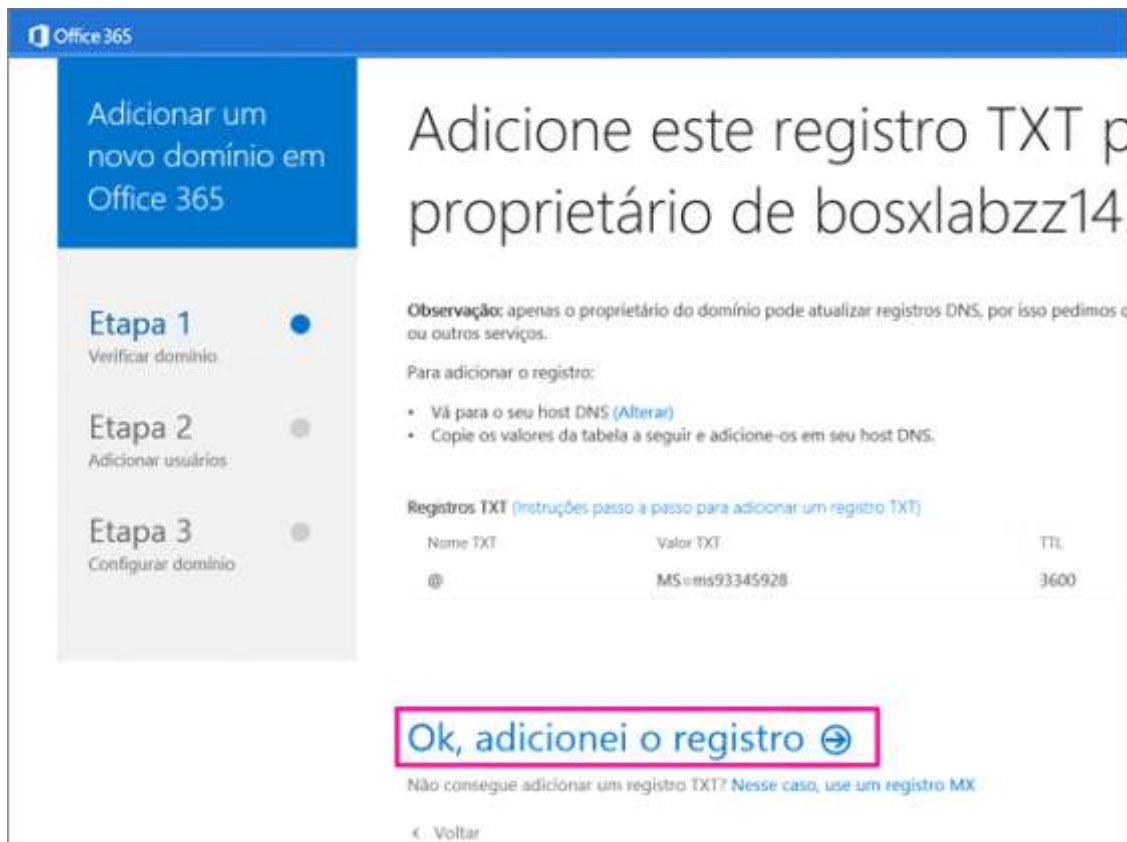 Office 365
Adicionar um
novo domínio em
Office 365
Etapa 1
Verificar domínio
Etapa 2
Adicionar usuários
Etapa 3
Configurar domínio
Adicione este registro TXT p
proprietário de bosxlabzz14
Observação: apenas o proprietário do domínio pode atualizar registros DNS, por isso pedimos
ou outros serviços.
Para adicionar o registro:
• Vá para o seu host DNS (Alterar)
• Copie os valores da tabela a seguir e adicione-os em seu host DNS.
Registros TXT (Instruções passo a passo para adicionar um registro TXT)
Nome TXT Valor TXT TTL
@ MS=ms93345928 3600
Ok, adicionei o registro
Não consegue adicionar um registro TXT? Nesse caso, use um registro MX
< Voltar